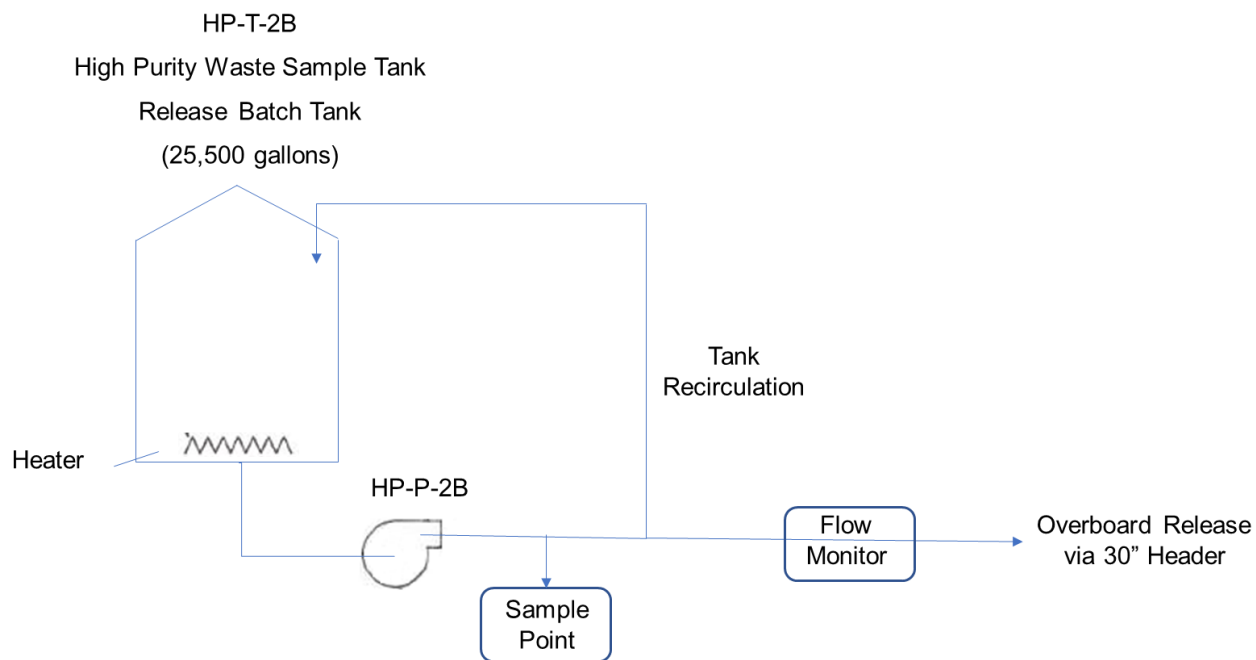 HP-T-2B
High Purity Waste Sample Tank
Release Batch Tank
(25,500 gallons)
Tank
Recirculation
Heater
HP-P-2B
Flow
Monitor
Overboard Release
via 30” Header
Sample
Point